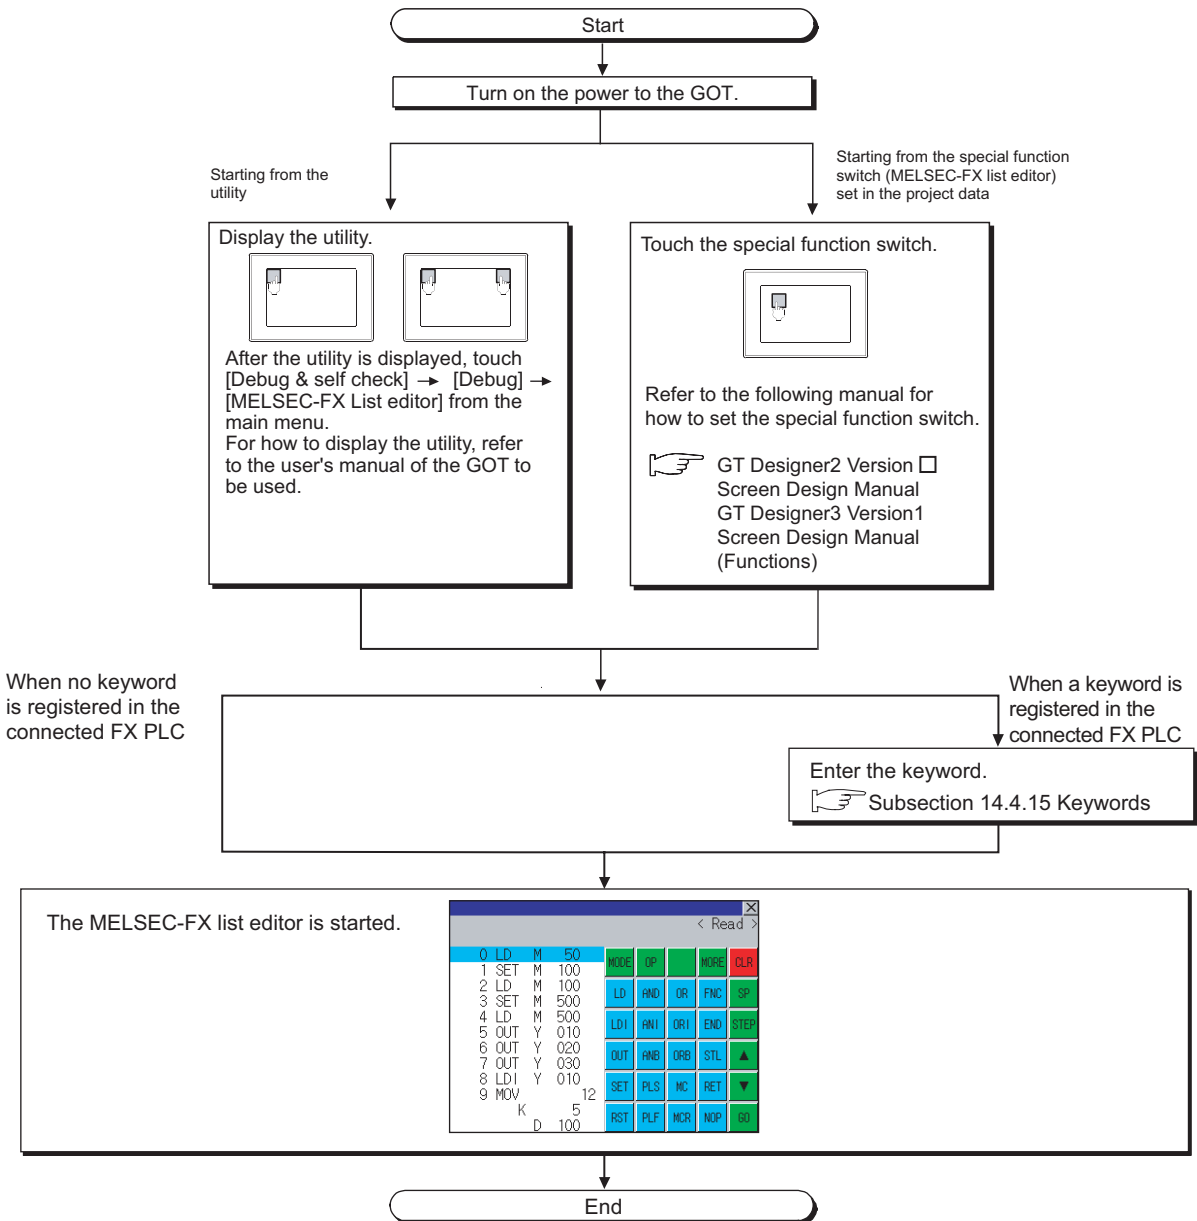 Start
Turn on the power to the GOT.
Starting from the
utility
Starting from the special function
switch (MELSEC-FX list editor)
set in the project data
Display the utility.
After the utility is displayed, touch
[Debug & self check] → [Debug] →
[MELSEC-FX List editor] from the
main menu.
For how to display the utility, refer
to the user's manual of the GOT to
be used.
Touch the special function switch.
Refer to the following manual for
how to set the special function switch.
GT Designer2 Version □
Screen Design Manual
GT Designer3 Version1
Screen Design Manual
(Functions)
When no keyword
is registered in the
connected FX PLC
When a keyword is
registered in the
connected FX PLC
Enter the keyword.
Subsection 14.4.15 Keywords
The MELSEC-FX list editor is started.
< Read >
0 LD M 50
1 SET M 100
2 LD M 100
3 SET M 500
4 LD M 500
5 OUT Y 010
6 OUT Y 020
7 OUT Y 030
8 LDI Y 010
9 MOV 12
K 5
D 100
MODE OP MORE CLR
LD AND OR FNC SP
LDI ANI ORI END STEP
OUT ANB ORB STL ▲
SET PLS MC RET ▼
RST PLF MCR NOP GO
End